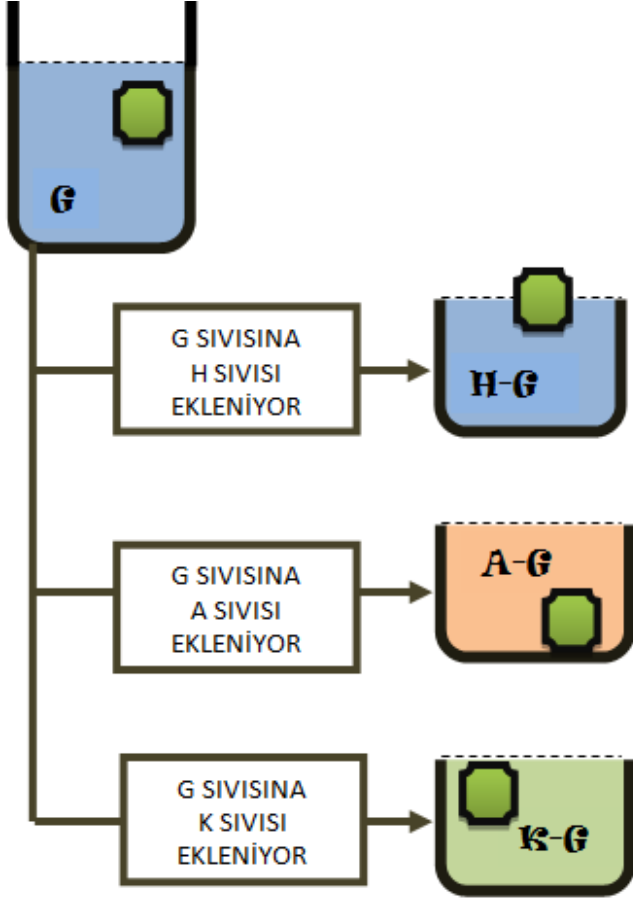 G
G SIVISINA
H SIVISI
EKLENİYOR
H-G
G SIVISINA
A SIVISI
EKLENİYOR
A-G
G SIVISINA
K SIVISI
EKLENİYOR
K-G